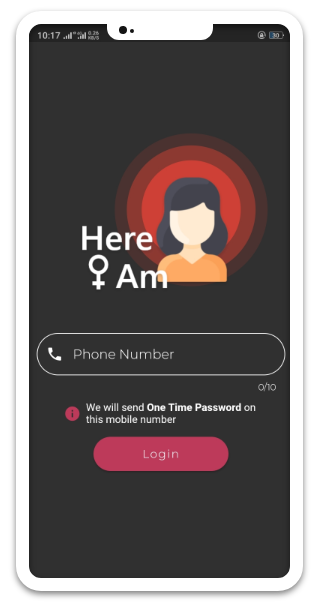 10:17
0.26
KB/S
30
Here
Am
Phone Number
0/10
We will send One Time Password on
this mobile number
Login